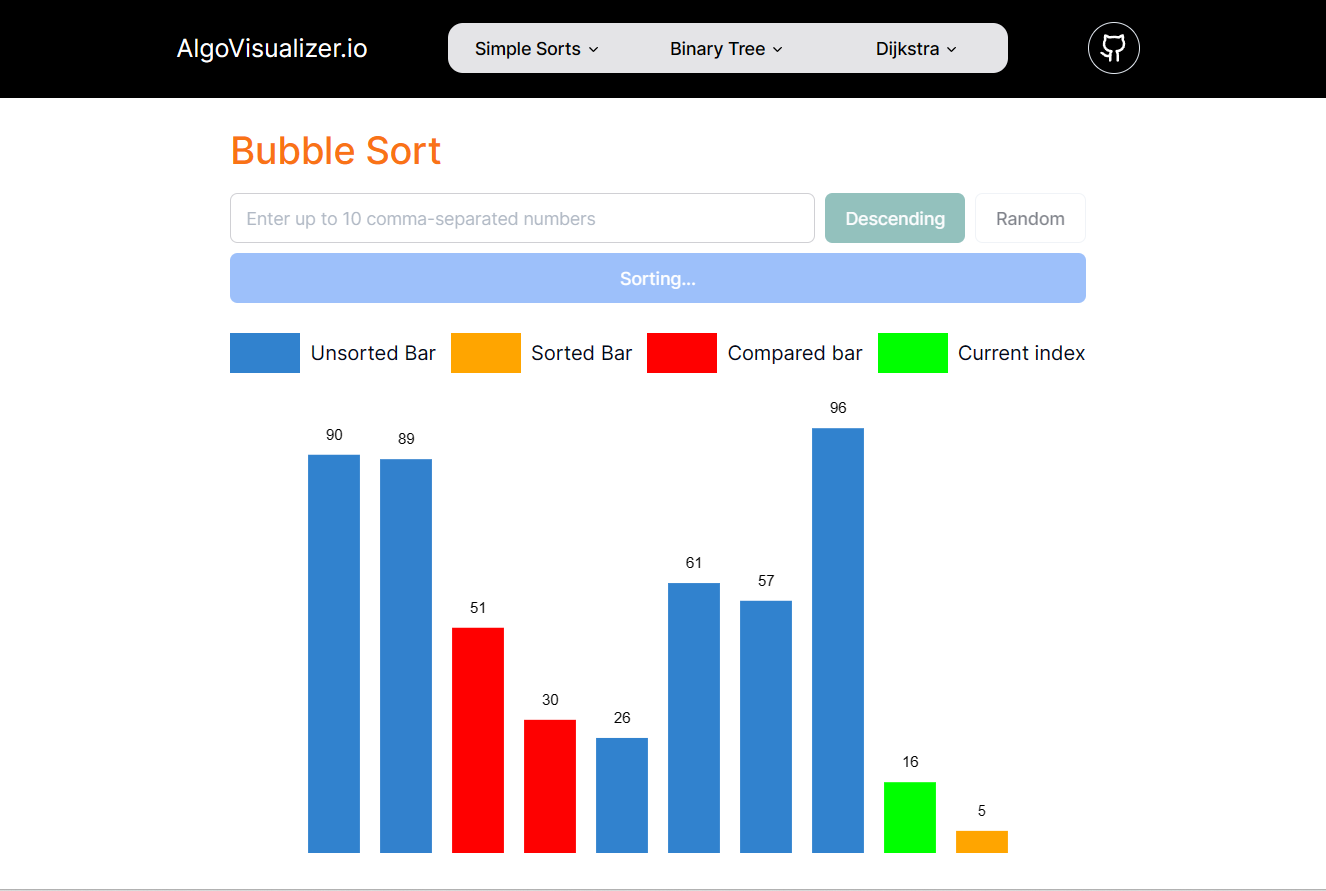 AlgoVisualizer.io Simple Sorts Binary Tree Dijkstra
Bubble Sort
Enter up to 10 comma-separated numbers Descending Random
Sorting...
Unsorted Bar Sorted Bar Compared bar Current index
90 89 51 30 26 61 57 96 16 5